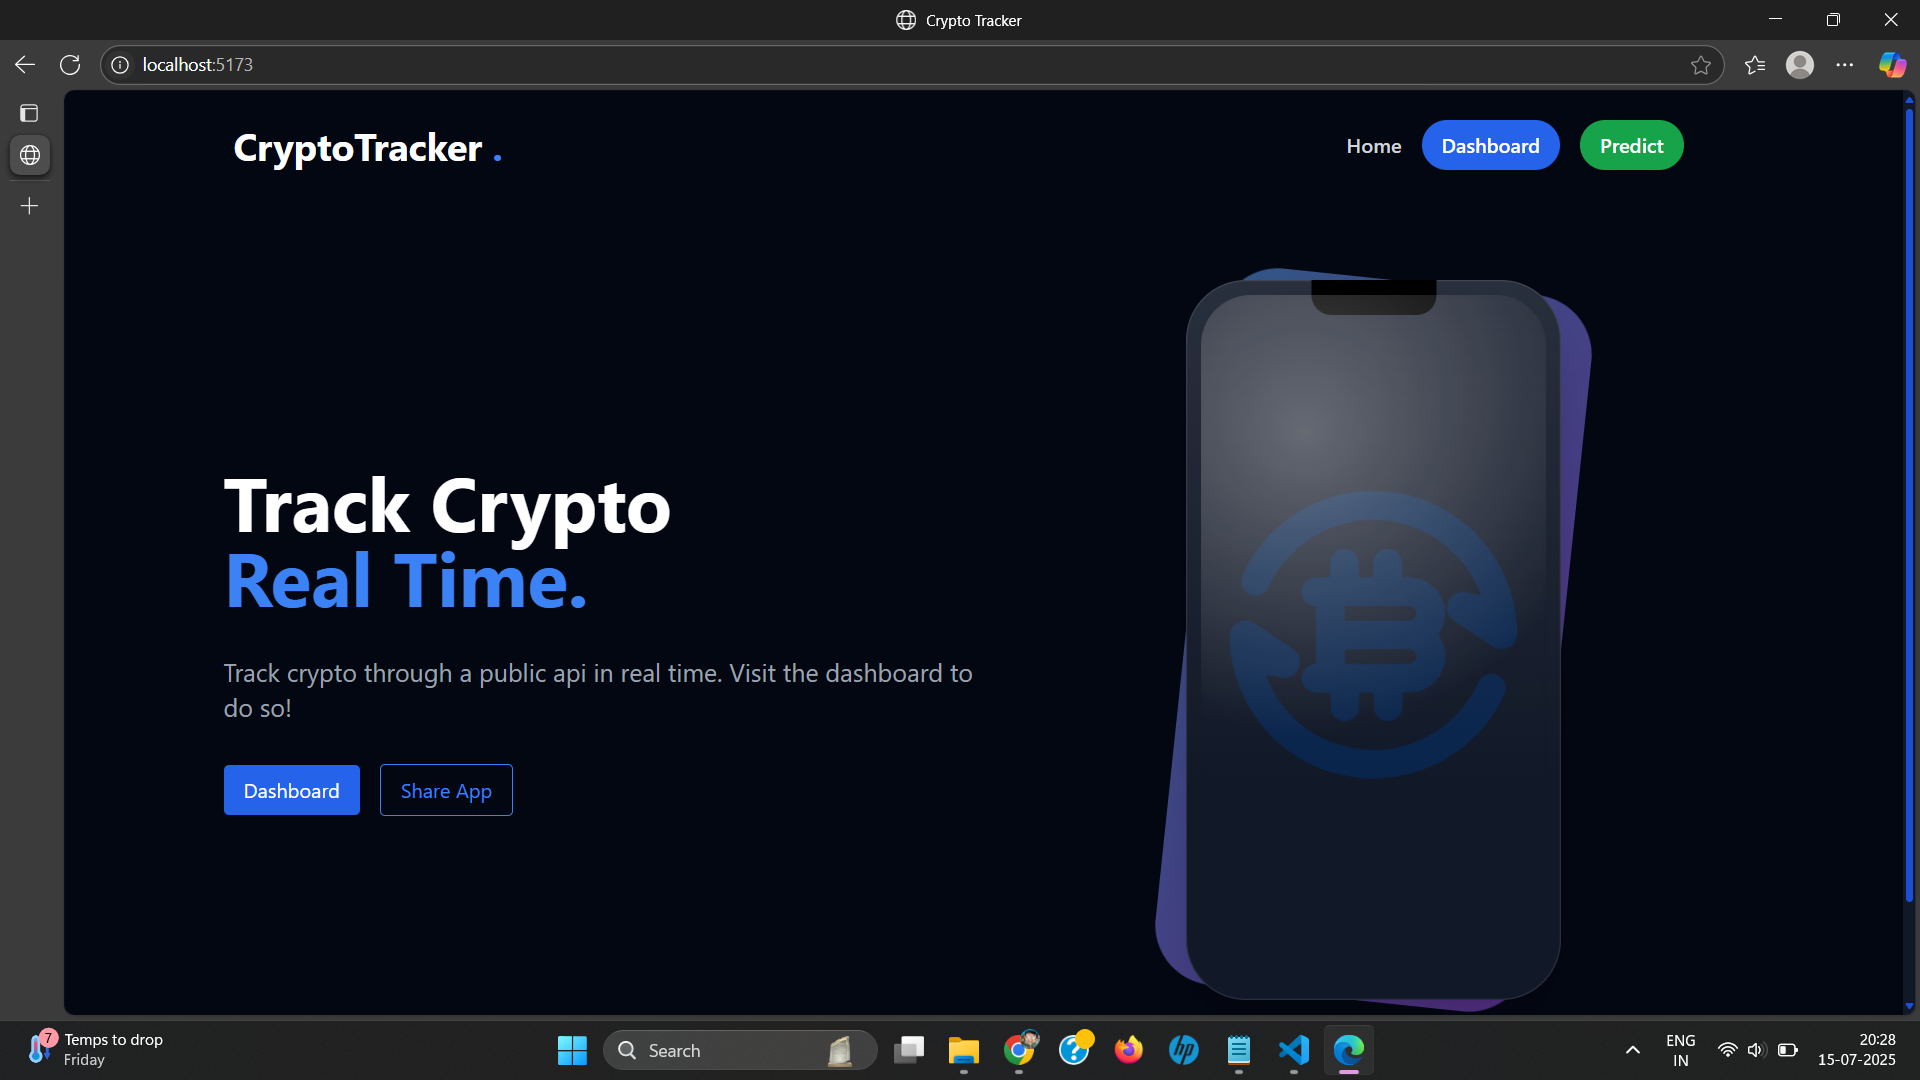 Crypto Tracker
localhost:5173
CryptoTracker .
Home
Dashboard
Predict
Track Crypto
Real Time.
Track crypto through a public api in real time. Visit the dashboard to
do so!
Dashboard
Share App
7
Temps to drop
Friday
Search
hp
ENG
IN
20:28
15-07-2025